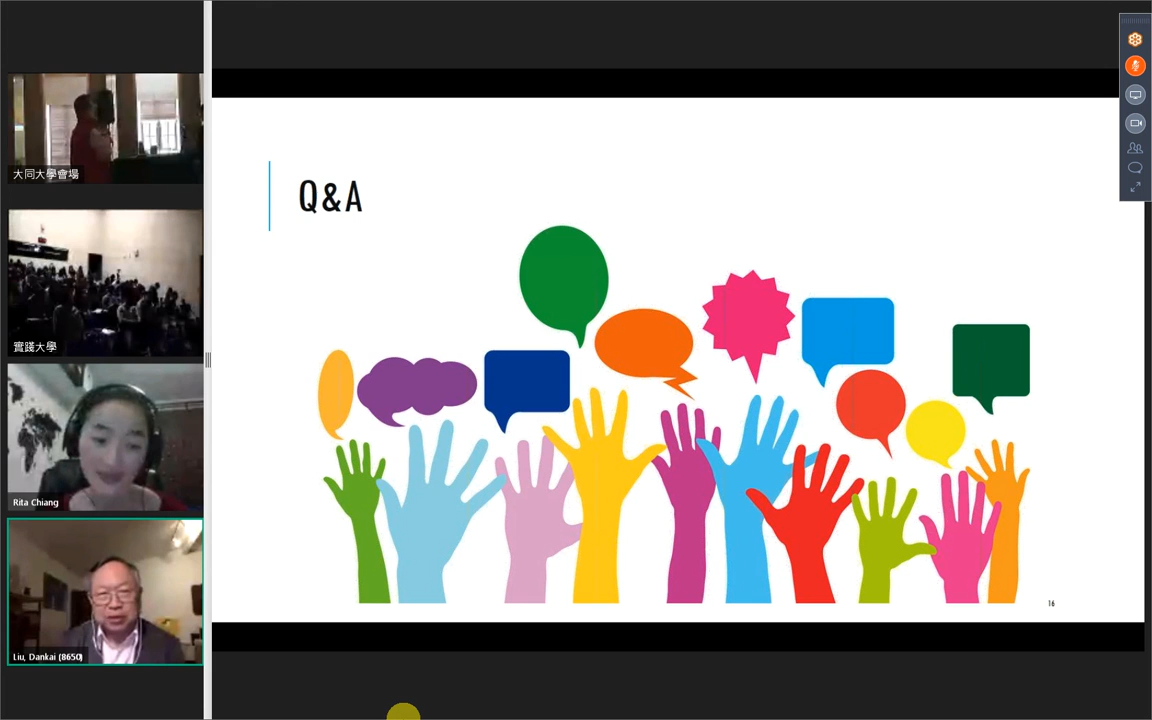 大同大學會場
實踐大學
Rita Chiang
Liu, Dankai (8650)
Q&A
16